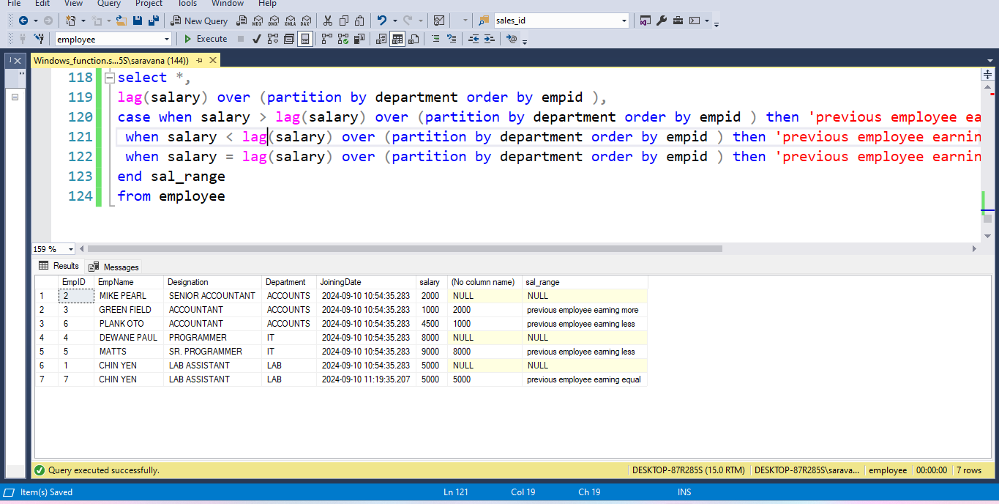 File Edit View Query Project Tools Window Help
New Query MDX DMX XMLA DAX sales_id
employee Execute
Windows_function.s...5S\saravana (144))
118 select *,
119 lag(salary) over (partition by department order by empid ),
120 case when salary > lag(salary) over (partition by department order by empid ) then 'previous employee ea
121 when salary < lag(salary) over (partition by department order by empid ) then 'previous employee earnin
122 when salary = lag(salary) over (partition by department order by empid ) then 'previous employee earnin
123 end sal_range
124 from employee
159 %
Results Messages
EmpID EmpName Designation Department JoiningDate salary (No column name) sal_range
1 2 MIKE PEARL SENIOR ACCOUNTANT ACCOUNTS 2024-09-10 10:54:35.283 2000 NULL NULL
2 3 GREEN FIELD ACCOUNTANT ACCOUNTS 2024-09-10 10:54:35.283 1000 2000 previous employee earning more
3 6 PLANK OTO ACCOUNTANT ACCOUNTS 2024-09-10 10:54:35.283 4500 1000 previous employee earning less
4 4 DEWANE PAUL PROGRAMMER IT 2024-09-10 10:54:35.283 8000 NULL NULL
5 5 MATTS SR. PROGRAMMER IT 2024-09-10 10:54:35.283 9000 8000 previous employee earning less
6 1 CHIN YEN LAB ASSISTANT LAB 2024-09-10 10:54:35.283 5000 NULL NULL
7 7 CHIN YEN LAB ASSISTANT LAB 2024-09-10 11:19:35.207 5000 5000 previous employee earning equal
Query executed successfully. DESKTOP-87R285S (15.0 RTM) DESKTOP-87R285S\sarava... employee 00:00:00 7 rows
Item(s) Saved Ln 121 Col 19 Ch 19 INS